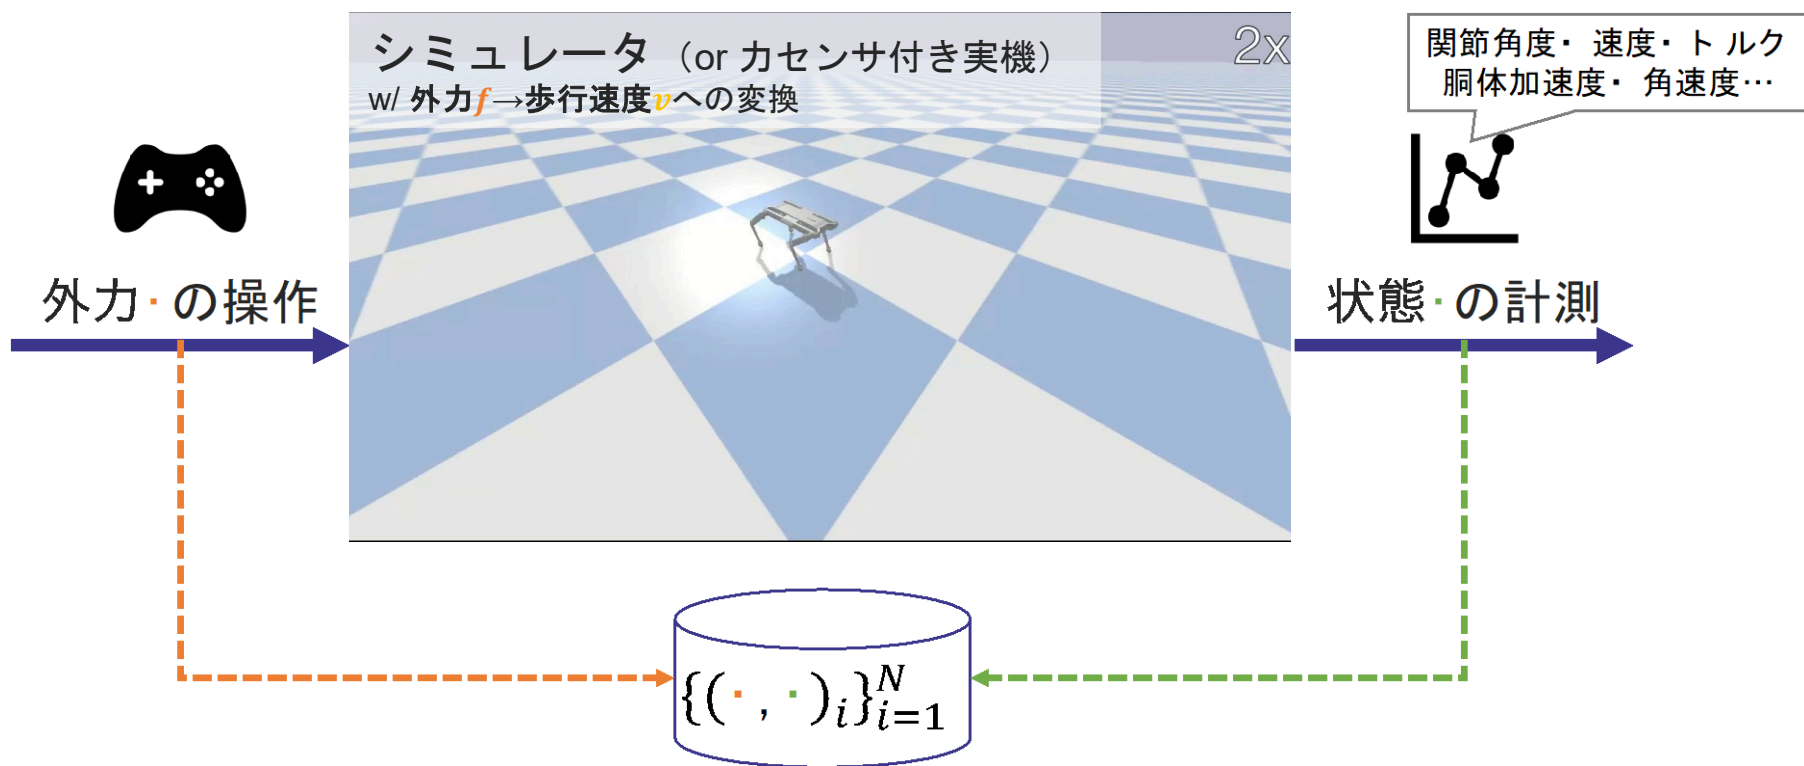 シミュレータ（or 力センサ付き実機）
w/ 外力f→歩行速度vへの変換
2x
関節角度・ 速度・ ト ルク
胴体加速度・ 角速度…
外力 · の操作
状態 · の計測
{( · , · )_i}_{i=1}^N